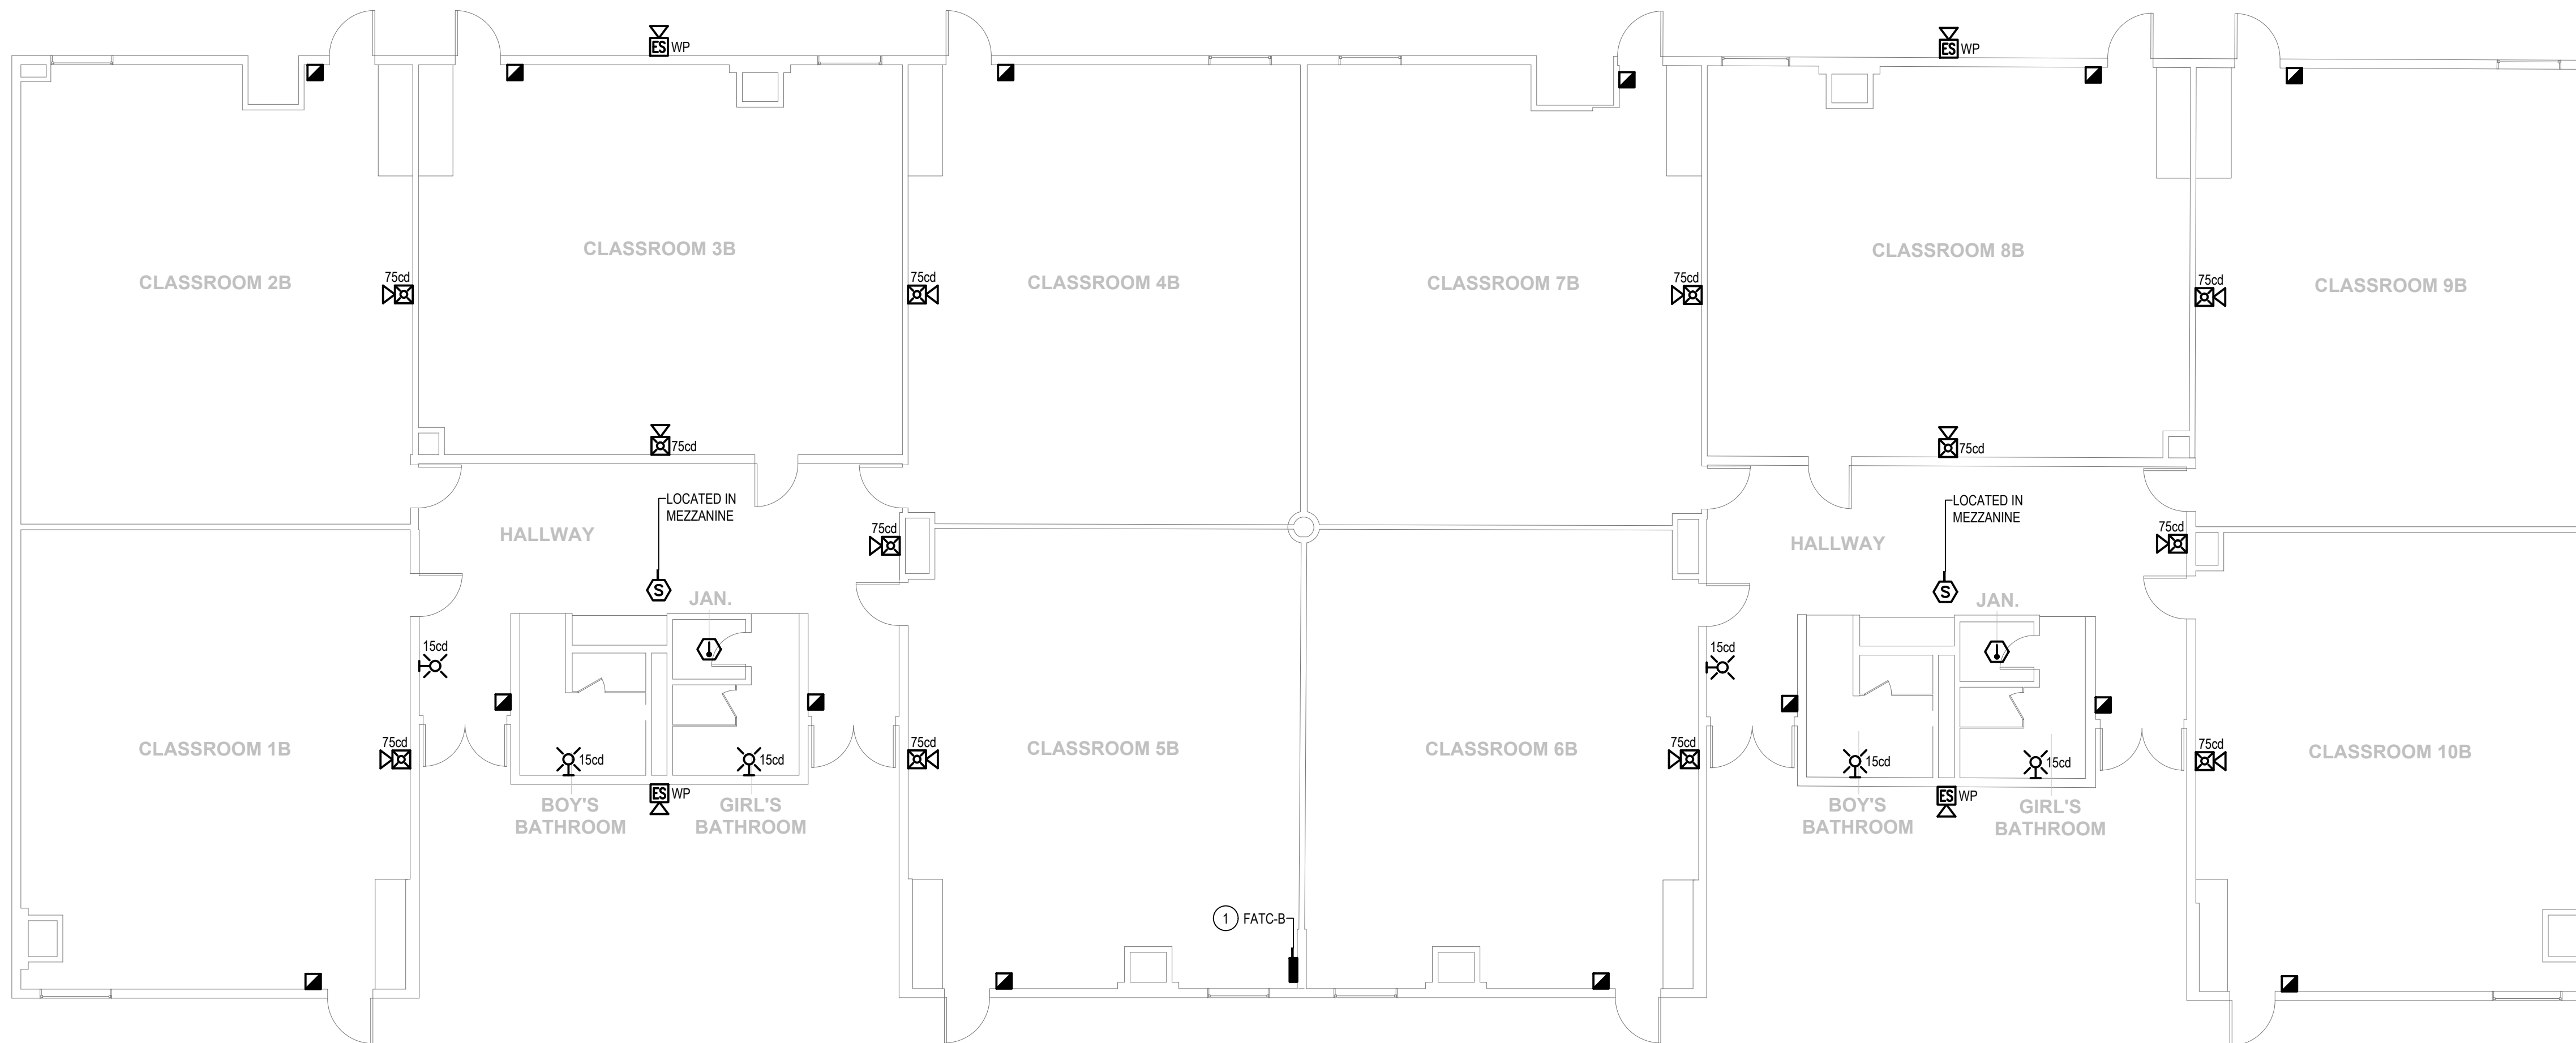 ES WP
ES WP
CLASSROOM 3B
CLASSROOM 8B
75cd
CLASSROOM 2B
75cd
CLASSROOM 4B
CLASSROOM 7B
75cd
75cd
CLASSROOM 9B
75cd
75cd
LOCATED IN
MEZZANINE
LOCATED IN
MEZZANINE
HALLWAY
75cd
HALLWAY
75cd
S
S
JAN.
JAN.
15cd
15cd
CLASSROOM 1B
75cd
15cd
15cd
75cd
CLASSROOM 5B
CLASSROOM 6B
75cd
15cd
15cd
75cd
CLASSROOM 10B
ES WP
ES WP
BOY'S
BATHROOM
GIRL'S
BATHROOM
BOY'S
BATHROOM
GIRL'S
BATHROOM
1 FATC-B